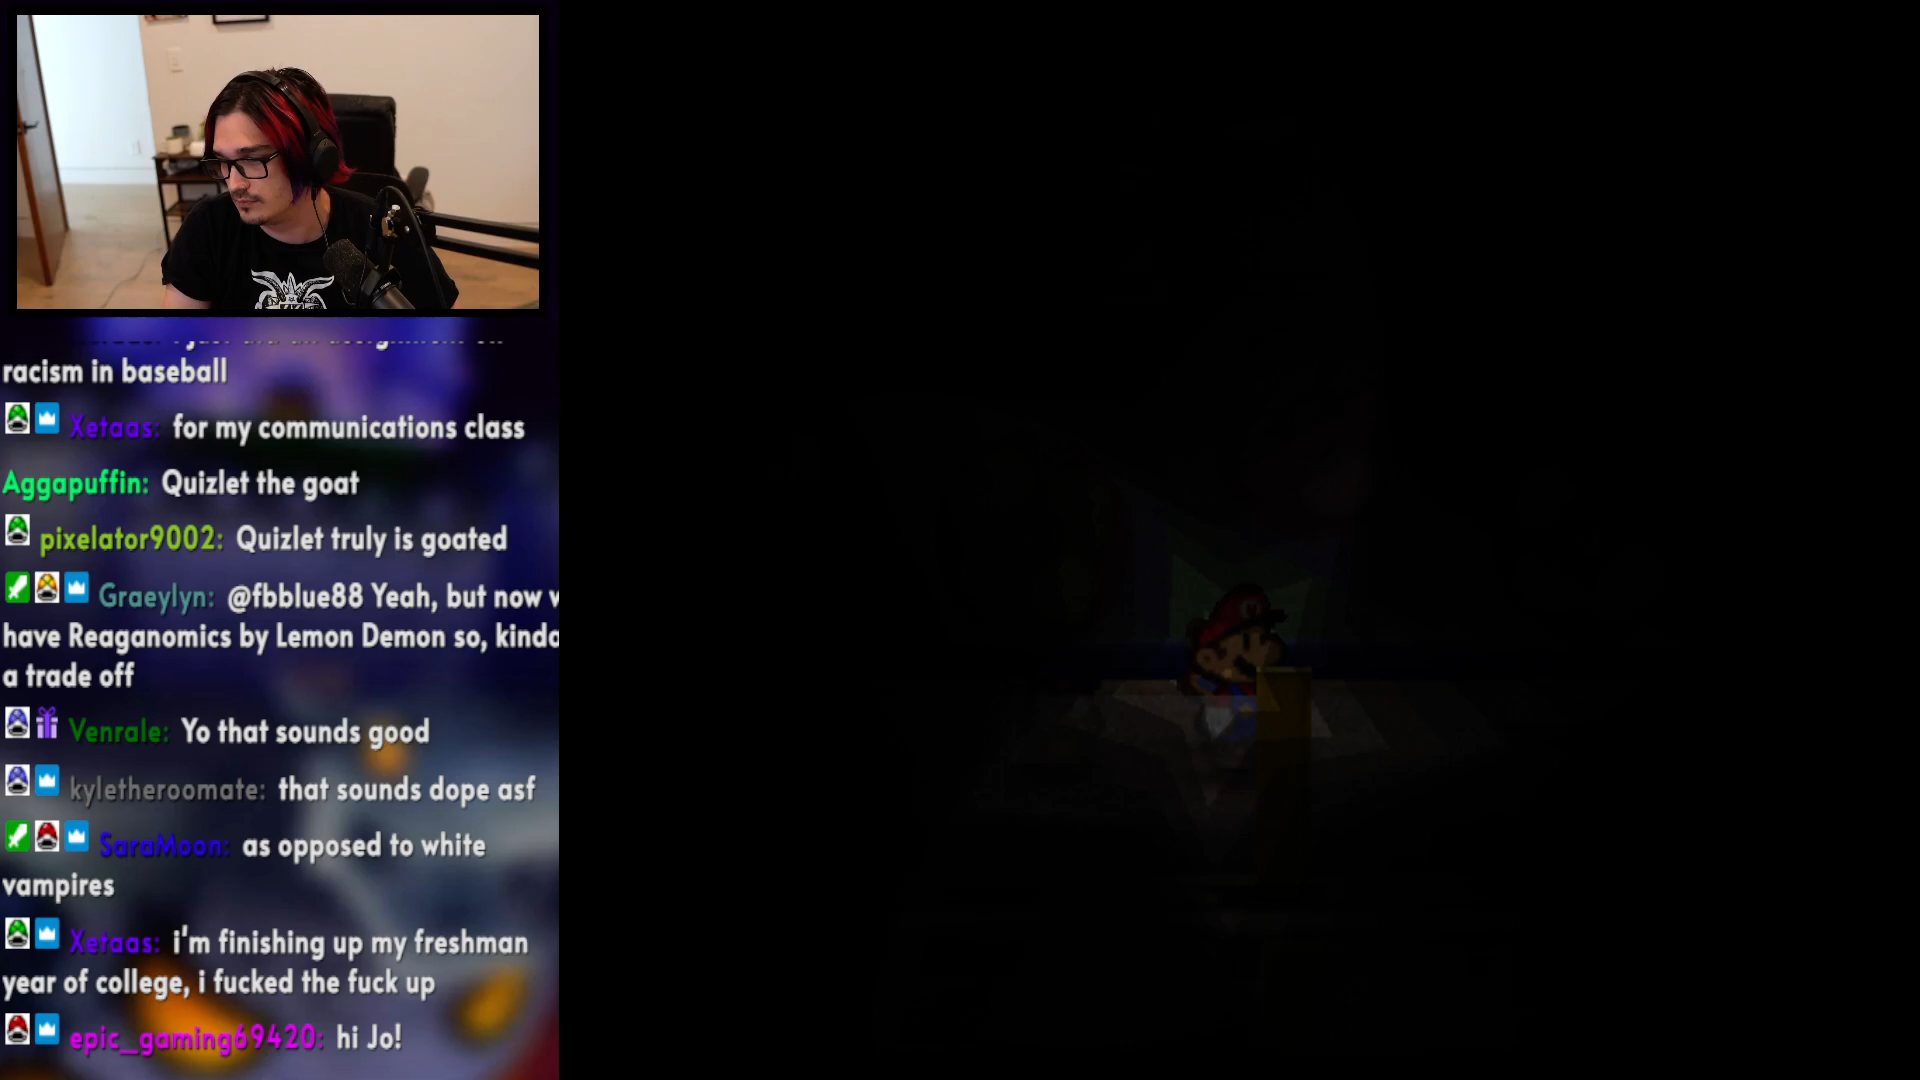 racism in baseball
Xetaas: for my communications class
Aggapuffin: Quizlet the goat
pixelator9002: Quizlet truly is goated
Graeylyn: @fbblue88 Yeah, but now
have Reaganomics by Lemon Demon so, kinda
a trade off
Venrale: Yo that sounds good
kyletheroomate: that sounds dope asf
SaraMoon: as opposed to white
vampires
Xetaas: i'm finishing up my freshman
year of college, i fucked the fuck up
epic_gaming69420: hi Jo!